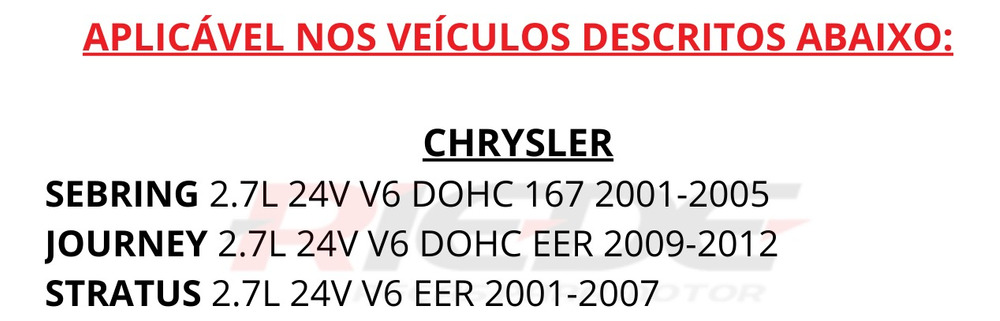 APLICÁVEL NOS VEÍCULOS DESCRITOS ABAIXO:
CHRYSLER
SEBRING 2.7L 24V V6 DOHC 167 2001-2005
JOURNEY 2.7L 24V V6 DOHC EER 2009-2012
STRATUS 2.7L 24V V6 EER 2001-2007